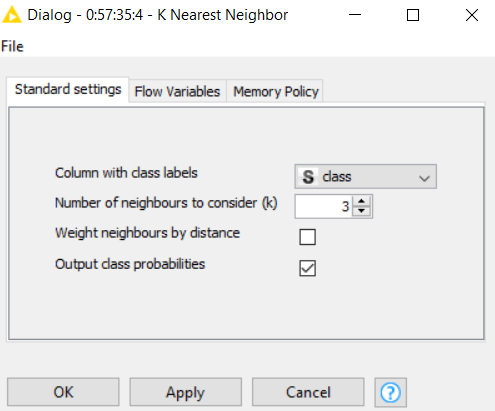 Dialog - 0:57:35:4 - K Nearest Neighbor
File
Standard settings Flow Variables Memory Policy
Column with class labels S class
Number of neighbours to consider (k) 3
Weight neighbours by distance
Output class probabilities
OK Apply Cancel ?